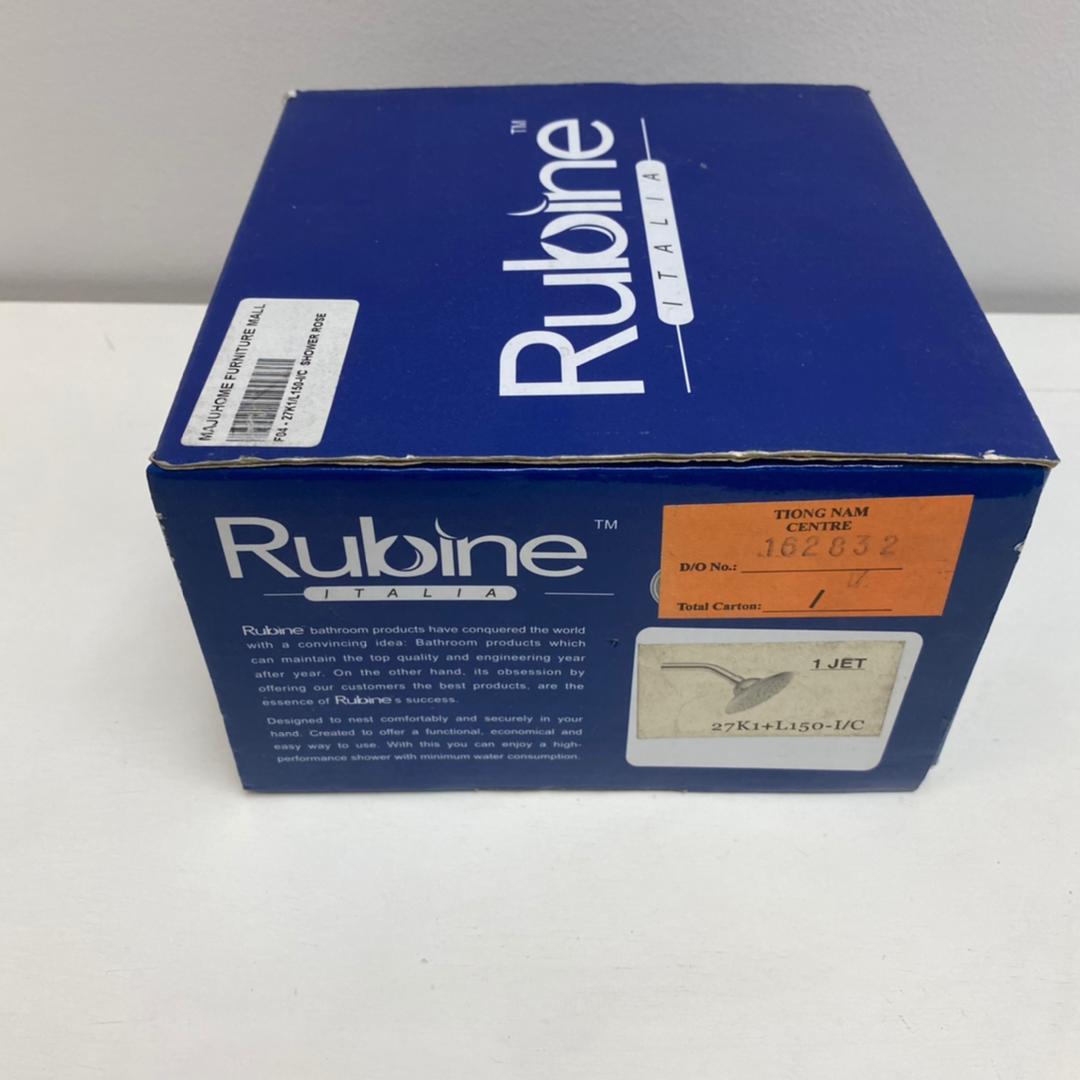 Rubine TM
ITALIA
MAJUHOME FURNITURE MALL
F04 - 27K1/L150-I/C SHOWER ROSE
Rubine TM
ITALIA
Rubine bathroom products have conquered the world
with a convincing idea: Bathroom products which
can maintain the top quality and engineering year
after year. On the other hand, its obsession by
offering our customers the best products, are the
essence of Rubine's success.
Designed to nest comfortably and securely in your
hand. Created to offer a functional, economical and
easy way to use. With this you can enjoy a high-
performance shower with minimum water consumption.
TIONG NAM
CENTRE
162832
D/O No.:
Total Carton: /
1 JET
27K1+L150-I/C